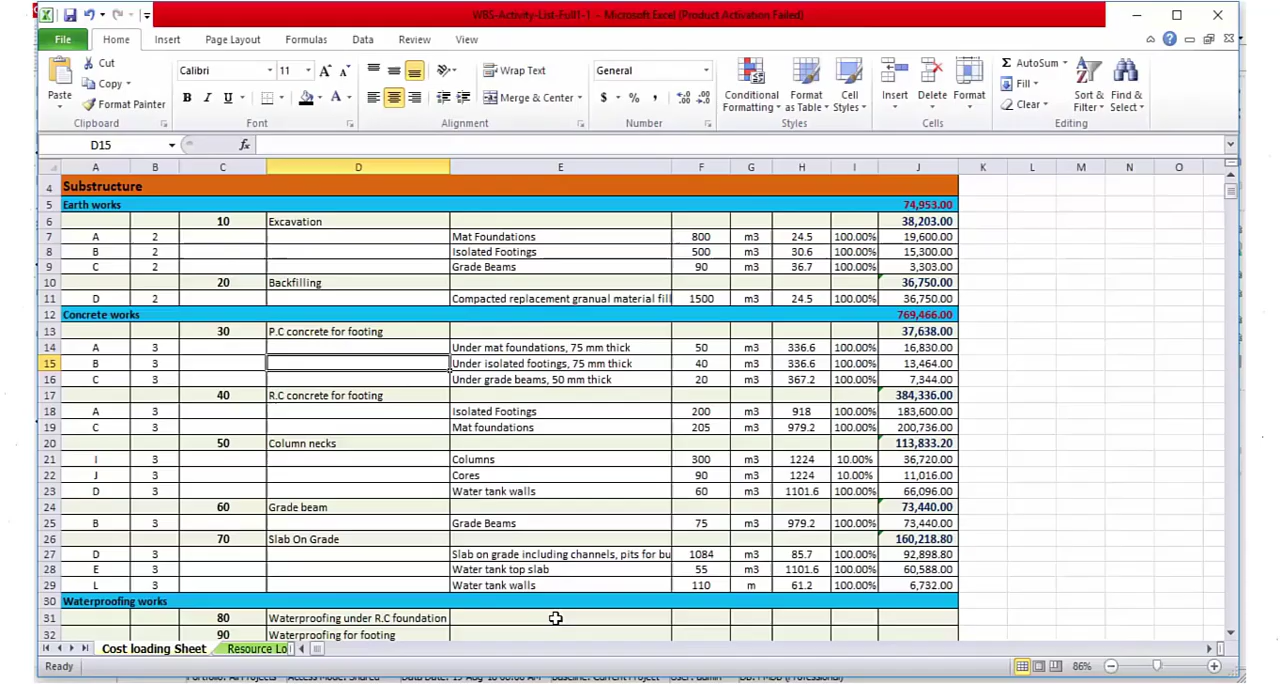 WBS-Activity-List-Full1-1 - Microsoft Excel (Product Activation Failed)
File Home Insert Page Layout Formulas Data Review View
Cut
Copy
Format Painter
Paste
Clipboard
Calibri 11
B I U
Font
Wrap Text
Merge & Center
Alignment
General
$ % ,
Number
Conditional Formatting
Format as Table
Cell Styles
Styles
Insert Delete Format
Cells
AutoSum
Fill
Clear
Sort & Filter
Find & Select
Editing
D15 fx
A B C D E F G H I J K L M N O
4 Substructure
5 Earth works 74,953.00
6 10 Excavation 38,203.00
7 A 2 Mat Foundations 800 m3 24.5 100.00% 19,600.00
8 B 2 Isolated Footings 500 m3 30.6 100.00% 15,300.00
9 C 2 Grade Beams 90 m3 36.7 100.00% 3,303.00
10 20 Backfilling 36,750.00
11 D 2 Compacted replacement granual material fill 1500 m3 24.5 100.00% 36,750.00
12 Concrete works 769,466.00
13 30 P.C concrete for footing 37,638.00
14 A 3 Under mat foundations, 75 mm thick 50 m3 336.6 100.00% 16,830.00
15 B 3 Under isolated footings, 75 mm thick 40 m3 336.6 100.00% 13,464.00
16 C 3 Under grade beams, 50 mm thick 20 m3 367.2 100.00% 7,344.00
17 40 R.C concrete for footing 384,336.00
18 A 3 Isolated Footings 200 m3 918 100.00% 183,600.00
19 C 3 Mat foundations 205 m3 979.2 100.00% 200,736.00
20 50 Column necks 113,833.20
21 I 3 Columns 300 m3 1224 10.00% 36,720.00
22 J 3 Cores 90 m3 1224 10.00% 11,016.00
23 D 3 Water tank walls 60 m3 1101.6 100.00% 66,096.00
24 60 Grade beam 73,440.00
25 B 3 Grade Beams 75 m3 979.2 100.00% 73,440.00
26 70 Slab On Grade 160,218.80
27 D 3 Slab on grade including channels, pits for bu 1084 m3 85.7 100.00% 92,898.80
28 E 3 Water tank top slab 55 m3 1101.6 100.00% 60,588.00
29 L 3 Water tank walls 110 m 61.2 100.00% 6,732.00
30 Waterproofing works
31 80 Waterproofing under R.C foundation
32 90 Waterproofing for footing
Cost loading Sheet Resource Lo
Ready 86%